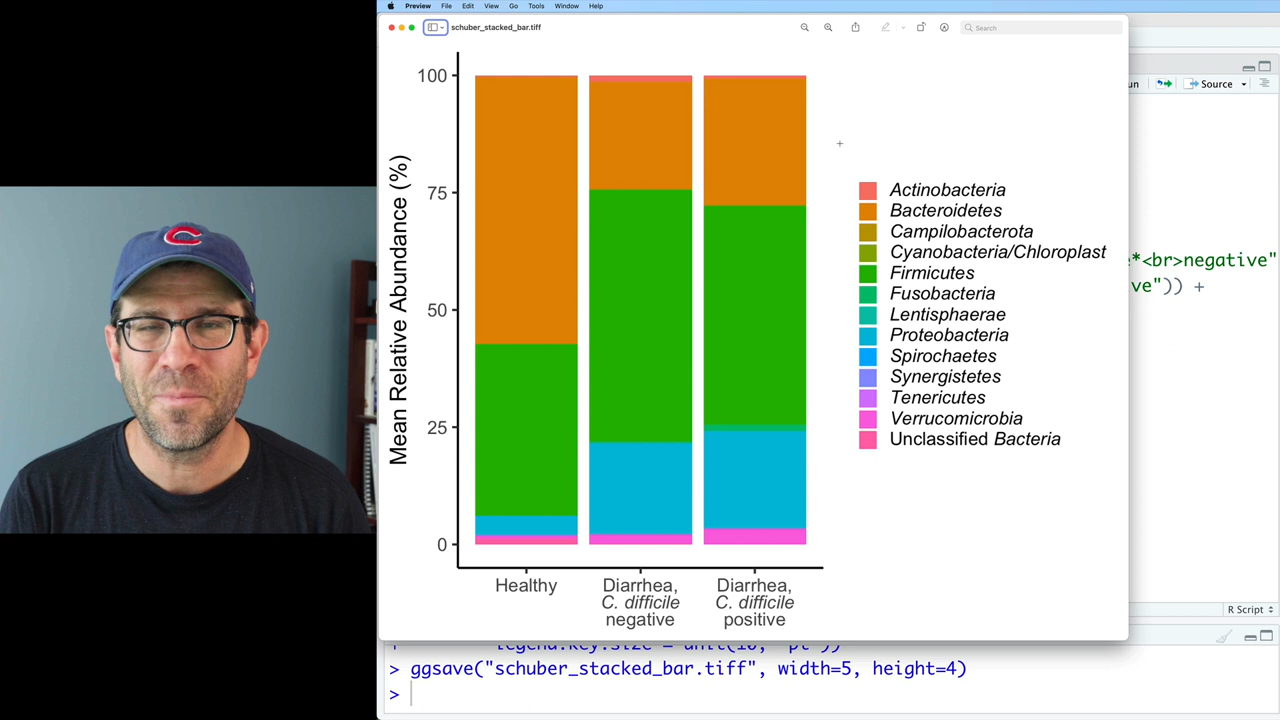 Preview File Edit View Go Tools Window Help
schuber_stacked_bar.tiff
Search
un
Source
100
75
50
25
0
Mean Relative Abundance (%)
Actinobacteria
Bacteroidetes
Campilobacterota
Cyanobacteria/Chloroplast
Firmicutes
Fusobacteria
Lentisphaerae
Proteobacteria
Spirochaetes
Synergistetes
Tenericutes
Verrucomicrobia
Unclassified Bacteria
Healthy
Diarrhea,
C. difficile
negative
Diarrhea,
C. difficile
positive
e*<br>negative"
ve")) +
R Script
> ggsave("schuber_stacked_bar.tiff", width=5, height=4)
>